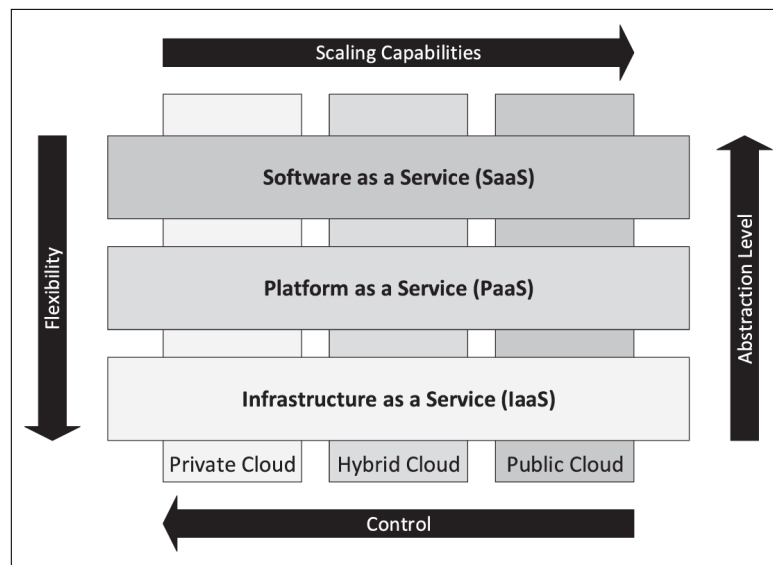 Scaling Capabilities
Flexibility
Software as a Service (SaaS)
Platform as a Service (PaaS)
Infrastructure as a Service (IaaS)
Abstraction Level
Private Cloud
Hybrid Cloud
Public Cloud
Control